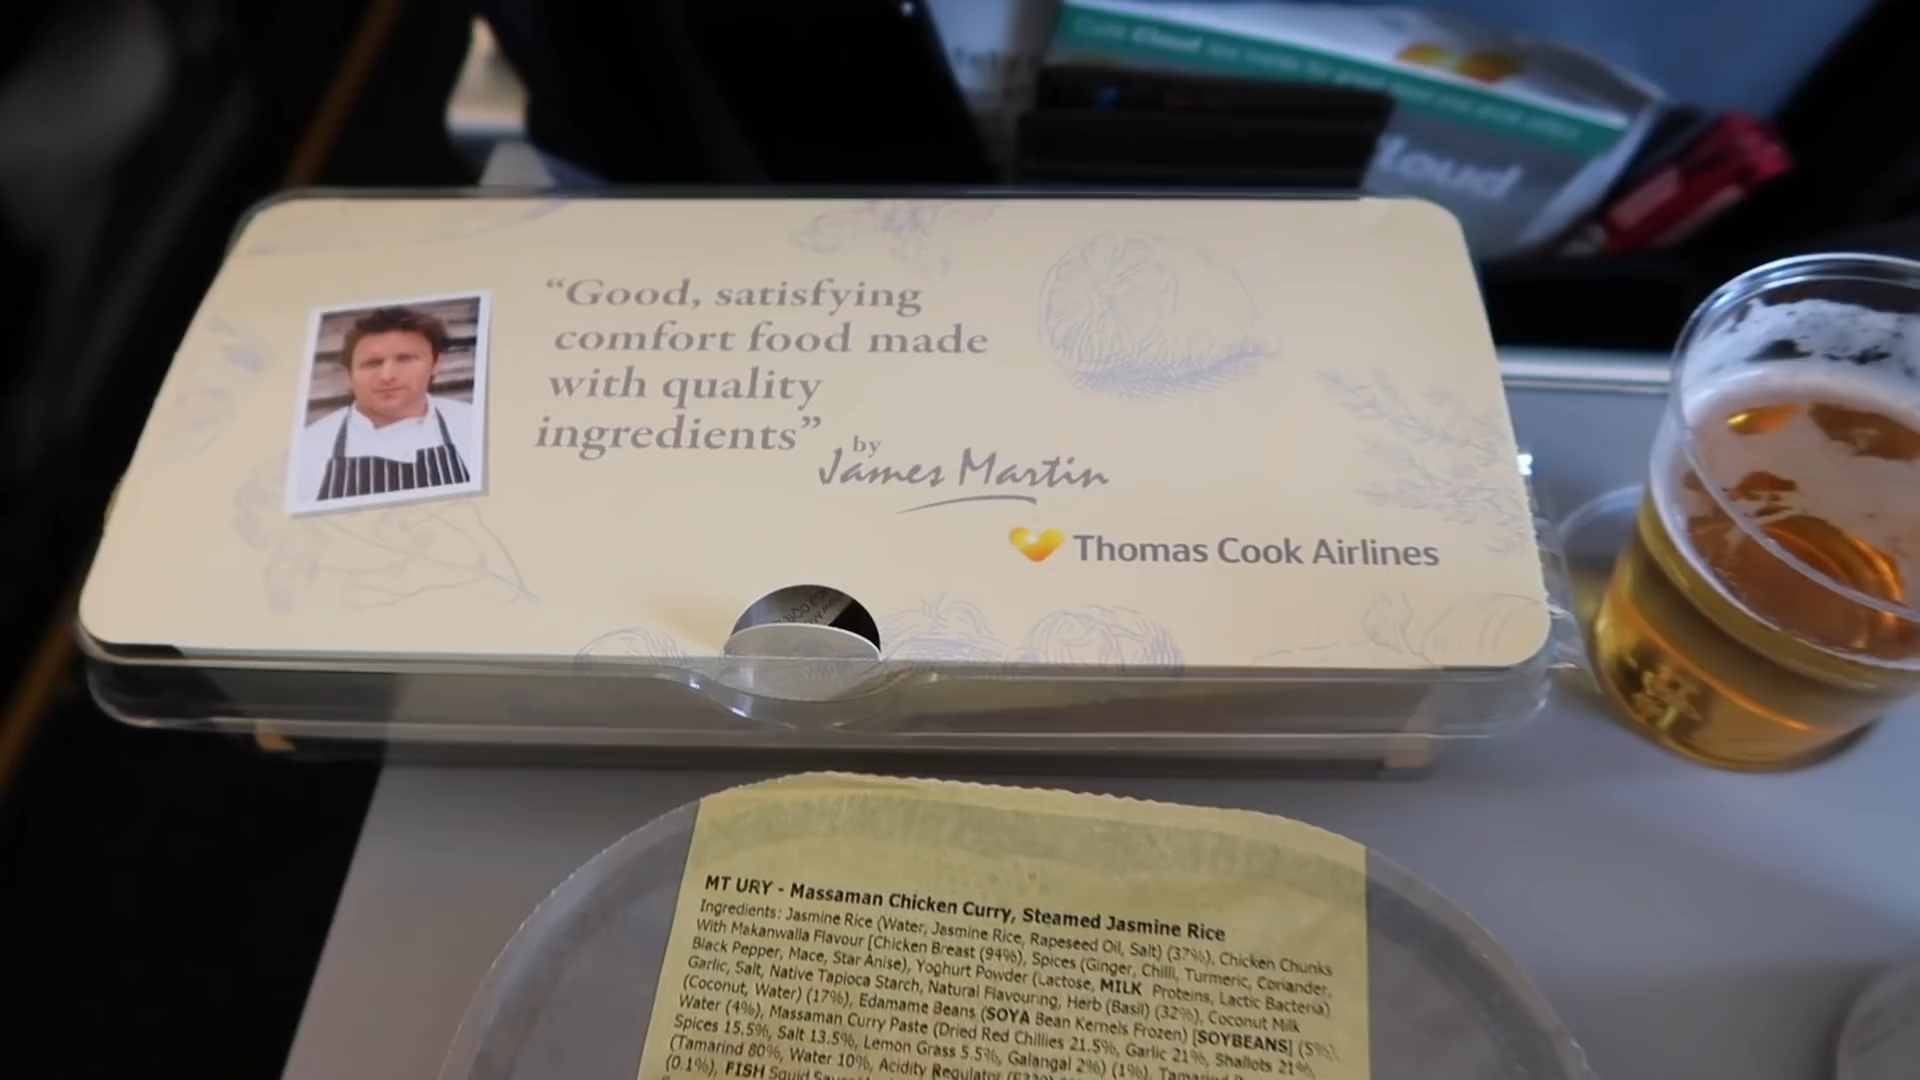 Cloud
loud
"Good, satisfying
comfort food made
with quality
ingredients"
by
James Martin
Thomas Cook Airlines
MT URY - Massaman Chicken Curry, Steamed Jasmine Rice
Ingredients: Jasmine Rice (Water, Jasmine Rice, Rapeseed Oil, Salt) (37%), Chicken Chunks
With Makanwalla Flavour [Chicken Breast (94%), Spices (Ginger, Chilli, Turmeric, Coriander,
Black Pepper, Mace, Star Anise), Yoghurt Powder (Lactose, MILK Proteins, Lactic Bacteria)
Garlic, Salt, Native Tapioca Starch, Natural Flavouring, Herb (Basil) (32%), Coconut Milk
(Coconut, Water) (17%), Edamame Beans (SOYA Bean Kernels Frozen) [SOYBEANS] (5%),
Water (4%), Massaman Curry Paste (Dried Red Chillies 21.5%, Garlic 21%, Shallots 21%,
Spices 15.5%, Salt 13.5%, Lemon Grass 5.5%, Galangal 2%) (1%),
(Tamarind 80%, Water 10%, Acidity Regulator
(0.1%), FISH Squid